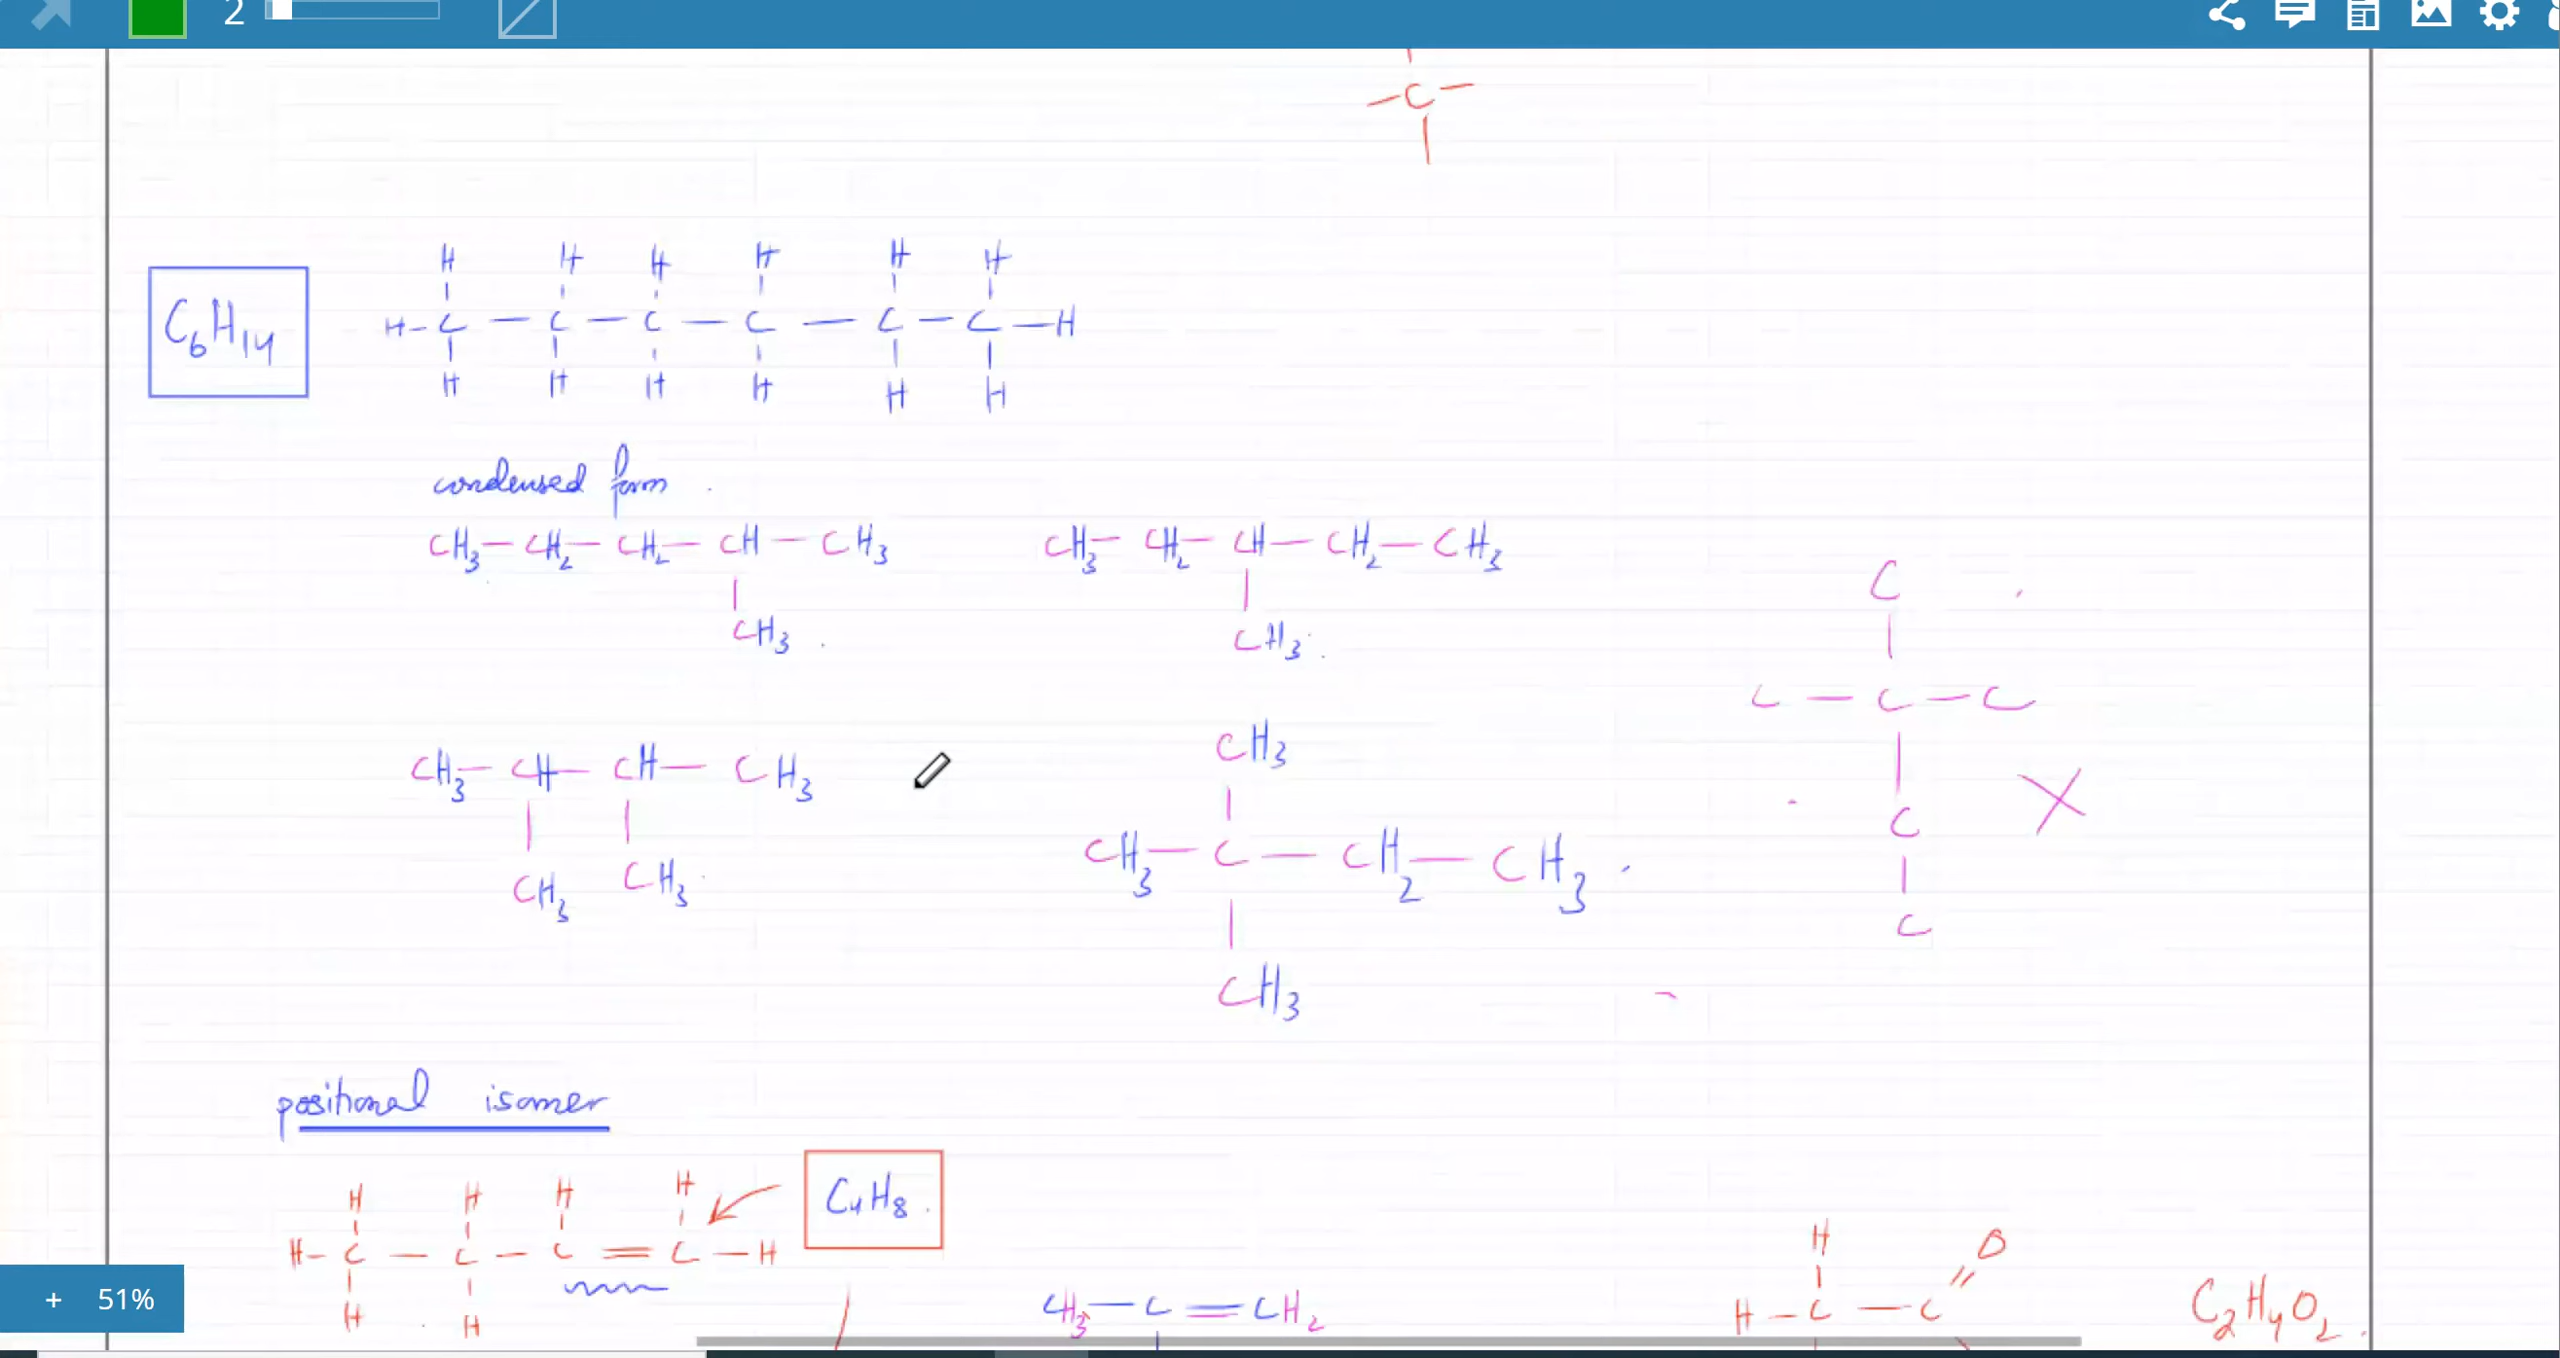 2
C
C₆H₁₄
H H H H H H
H-C-C-C-C-C-C-H
H H H H H H
condensed form
CH₃-CH₂-CH₂-CH-CH₃
CH₃
CH₃-CH₂-CH-CH₂-CH₃
CH₃
CH₃-CH-CH-CH₃
CH₃ CH₃
CH₃
CH₃-C-CH₂-CH₃
CH₃
C
C-C-C
C
C
X
positional isomer
H H H H
H-C-C-C=C-H
H H
C₄H₈
CH₃-C=CH₂
H O
H-C-C
C₂H₄O₂
+ 51%